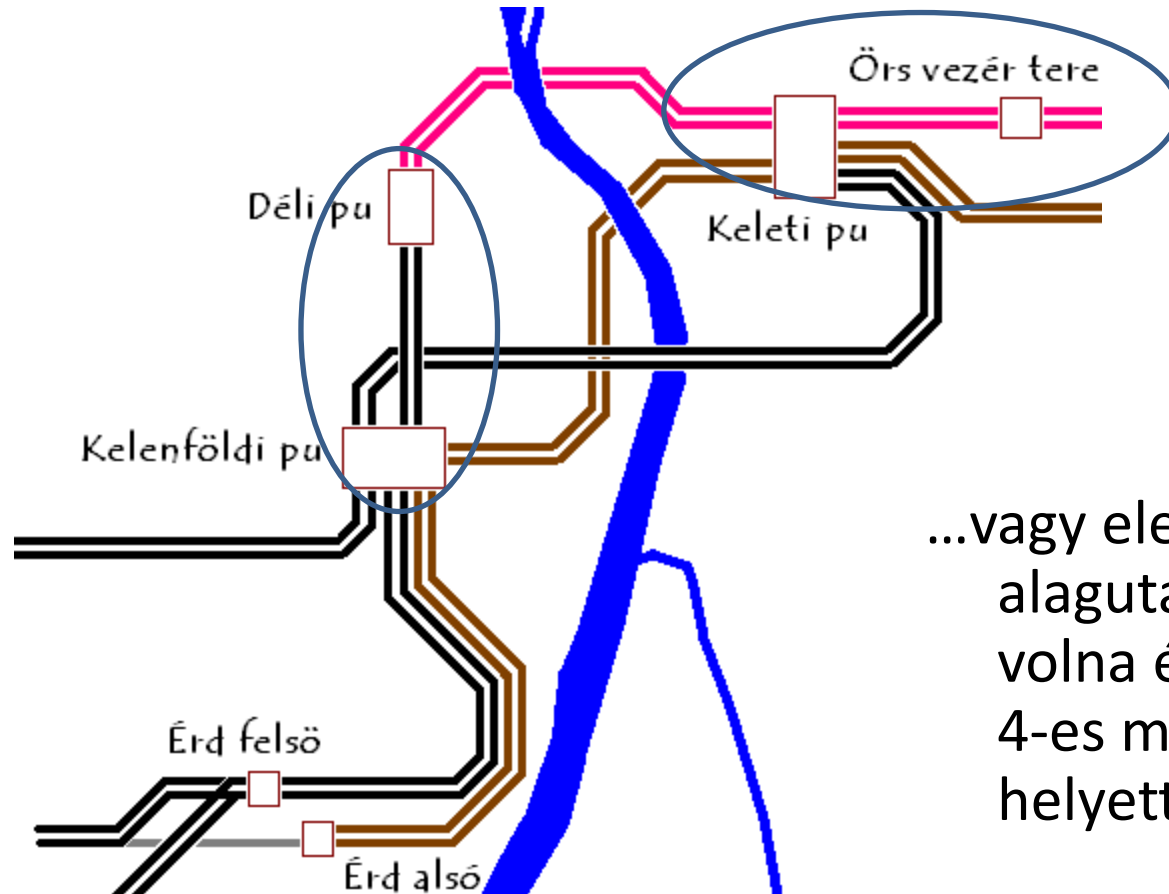 Örs vezér tere
Déli pu
Keleti pu
Kelenföldi pu
...vagy ele
alagutá
volna é
4-es m
helyett
Érd felsö
Érd alsó